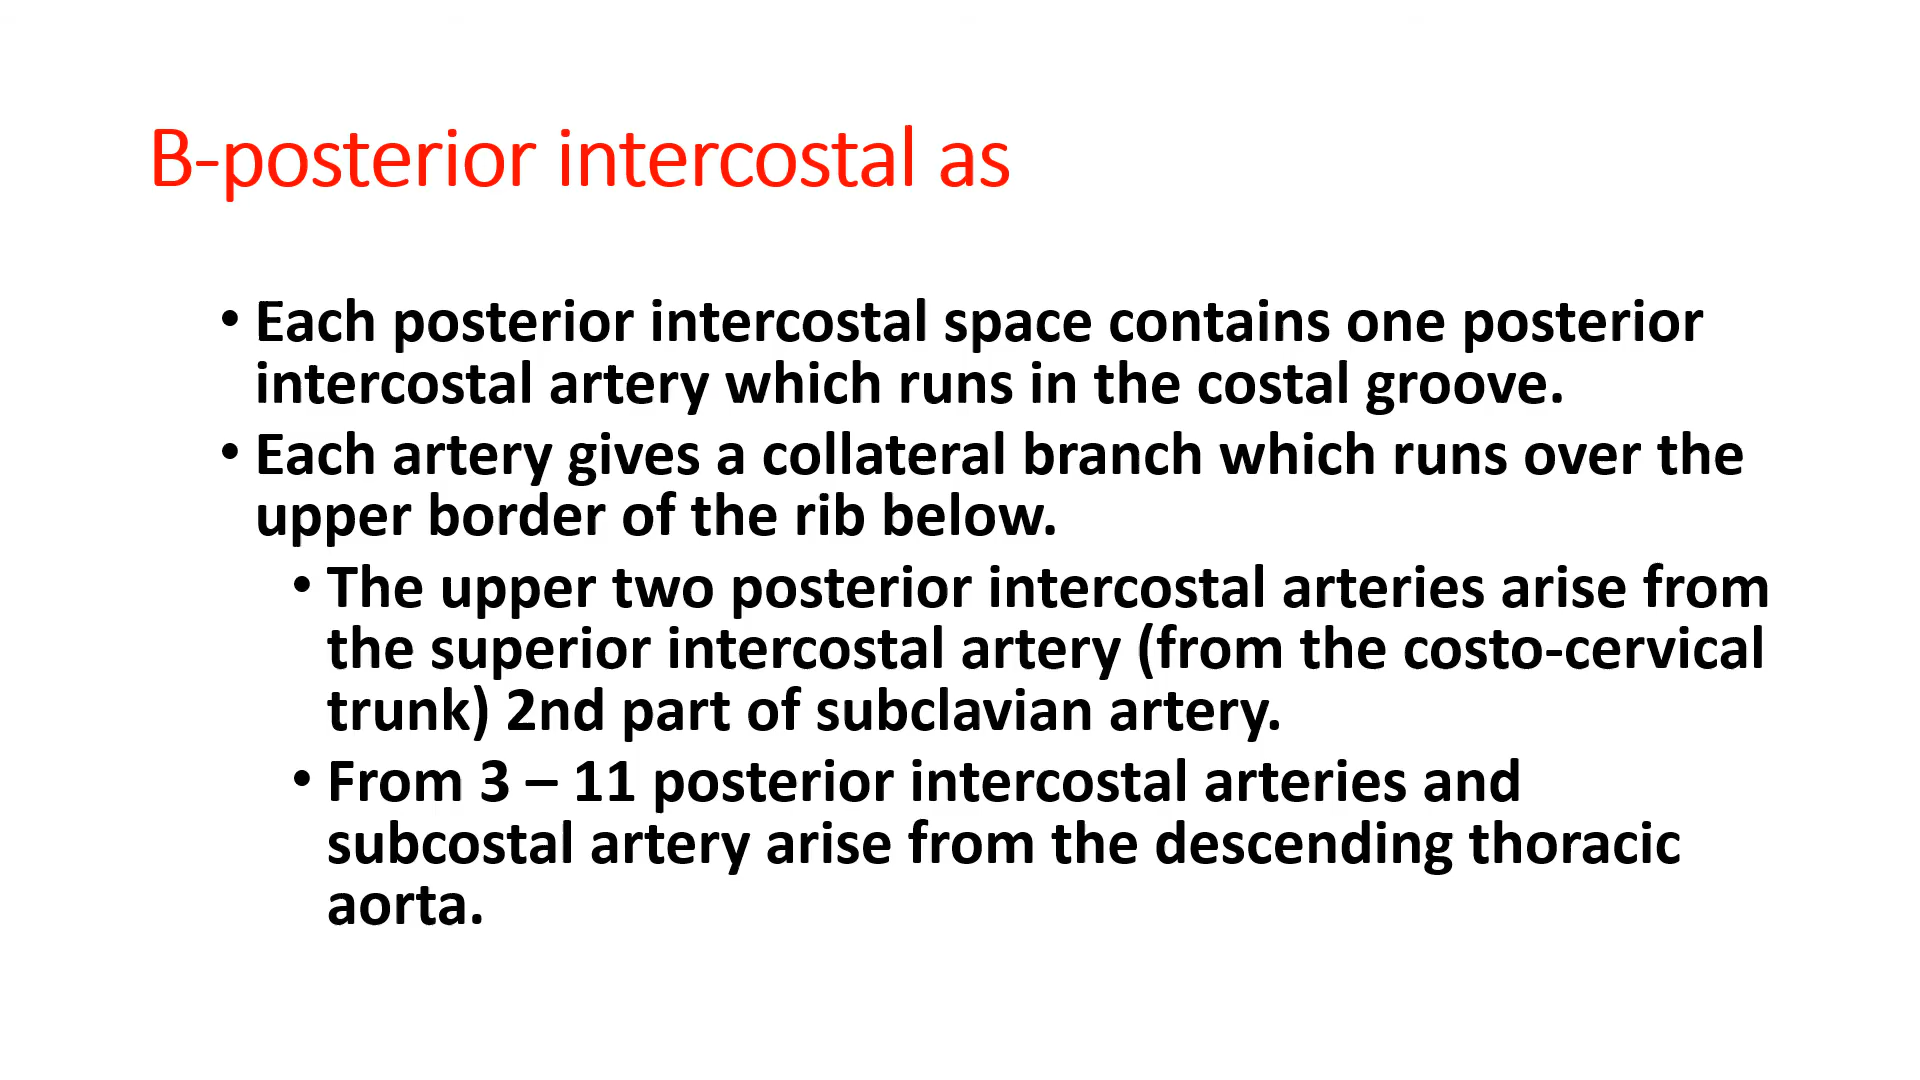 B-posterior intercostal as
• Each posterior intercostal space contains one posterior
intercostal artery which runs in the costal groove.
• Each artery gives a collateral branch which runs over the
upper border of the rib below.
• The upper two posterior intercostal arteries arise from
the superior intercostal artery (from the costo-cervical
trunk) 2nd part of subclavian artery.
• From 3 – 11 posterior intercostal arteries and
subcostal artery arise from the descending thoracic
aorta.